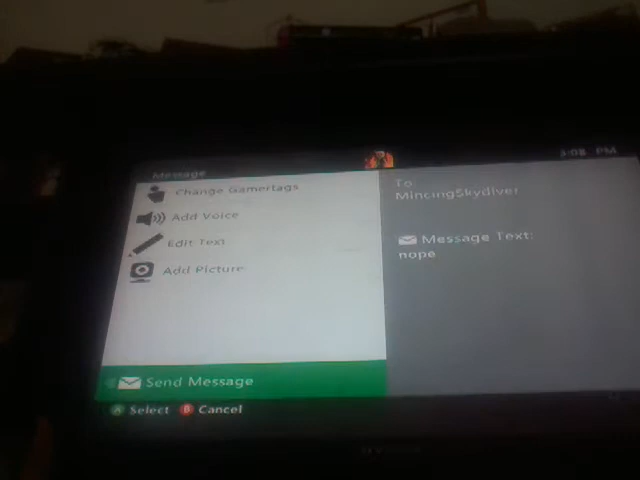 Message
3:08 PM
Change Gamertags
Add Voice
Edit Text
Add Picture
To
MincingSkydiver
Message Text:
nope
Send Message
A Select B Cancel